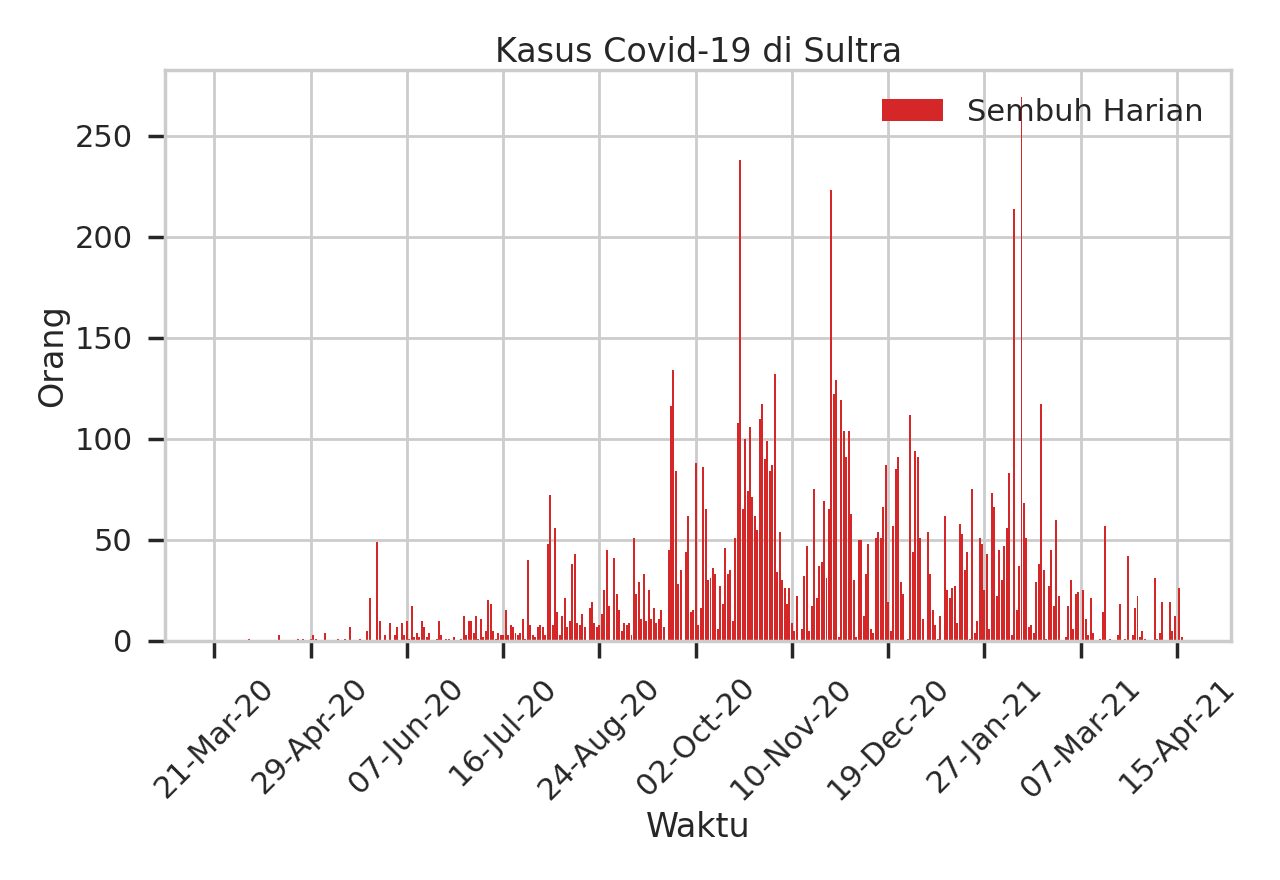 Kasus Covid-19 di Sultra
Sembuh Harian
Orang
250
200
150
100
50
0
21-Mar-20
29-Apr-20
07-Jun-20
16-Jul-20
24-Aug-20
02-Oct-20
10-Nov-20
19-Dec-20
27-Jan-21
07-Mar-21
15-Apr-21
Waktu